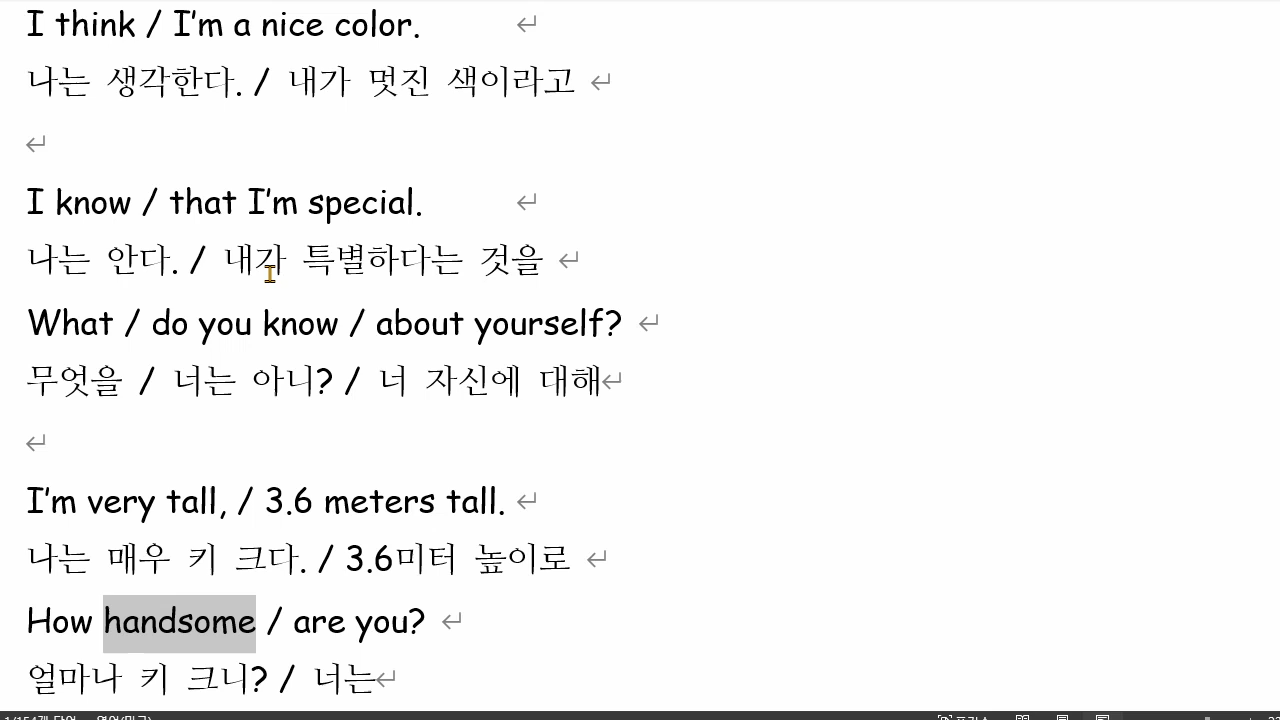 I think / I'm a nice color.
나는 생각한다. / 내가 멋진 색이라고
I know / that I'm special.
나는 안다. / 내가 특별하다는 것을
What / do you know / about yourself?
무엇을 / 너는 아니? / 너 자신에 대해
I'm very tall, / 3.6 meters tall.
나는 매우 키 크다. / 3.6미터 높이로
How handsome / are you?
얼마나 키 크니? / 너는